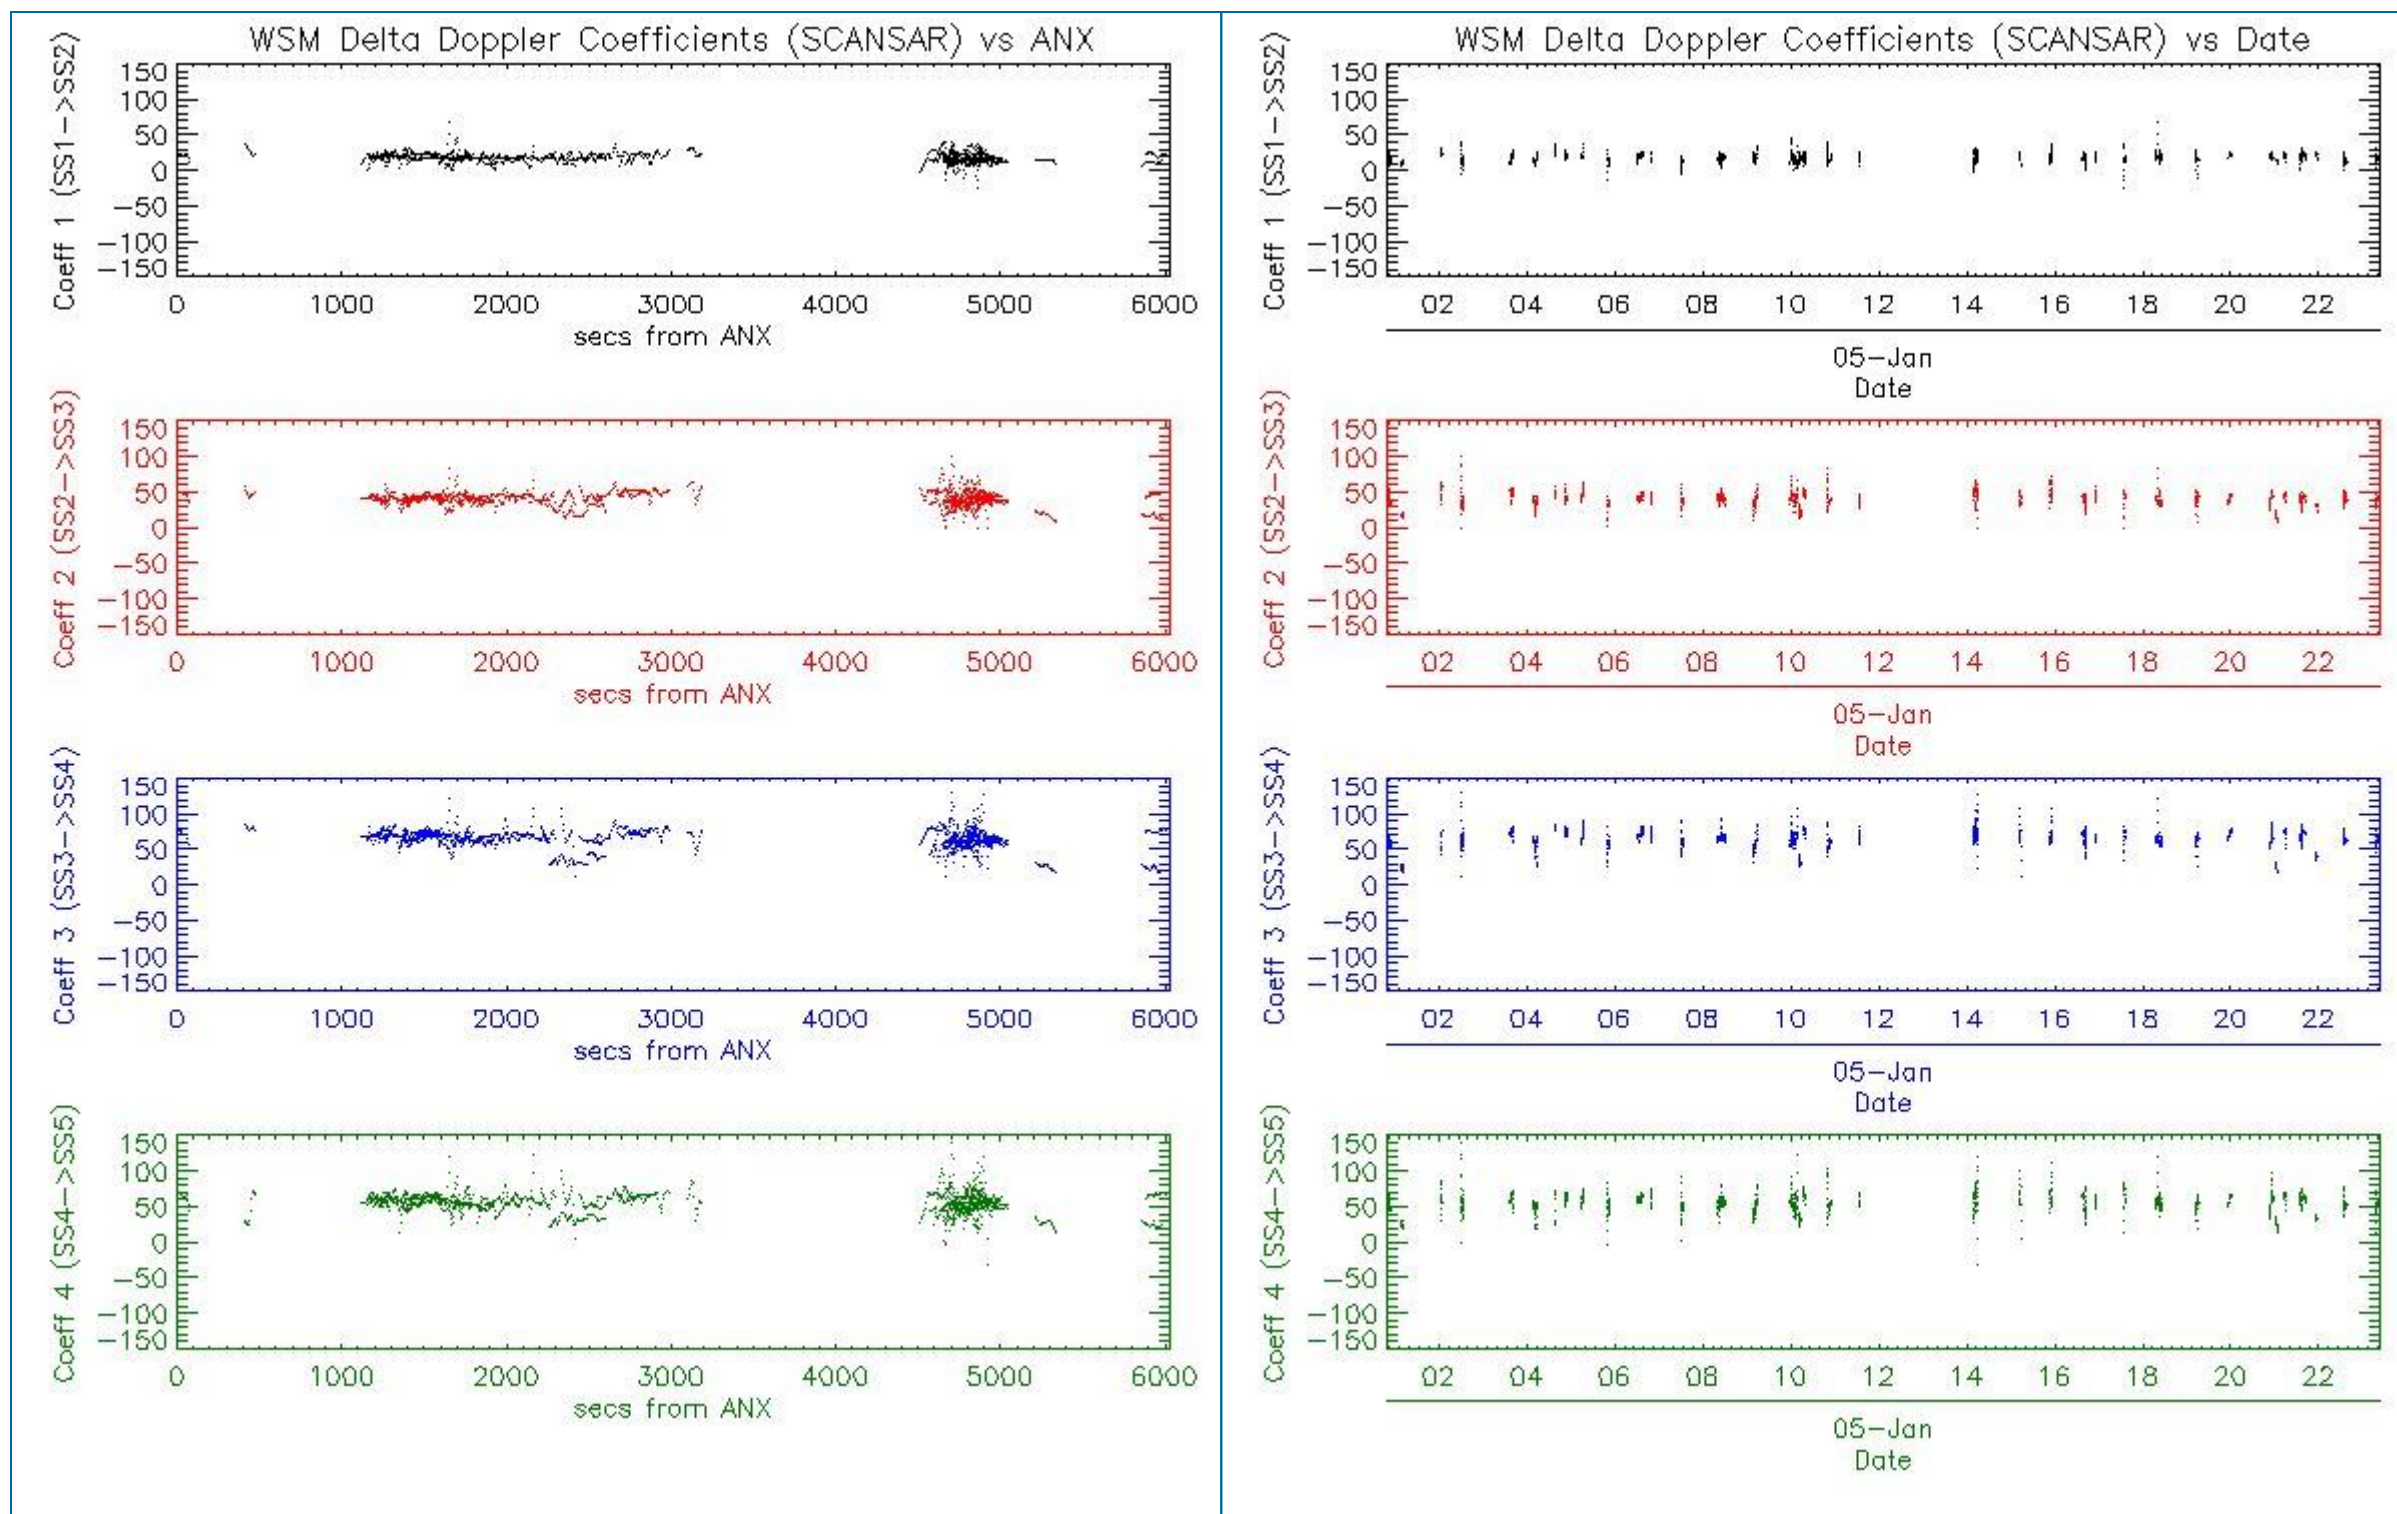 WSM Delta Doppler Coefficients (SCANSAR) vs ANX
Coeff 1 (SS1->SS2)
150
100
50
0
-50
-100
-150
0 1000 2000 3000 4000 5000 6000
secs from ANX
Coeff 2 (SS2->SS3)
150
100
50
0
-50
-100
-150
0 1000 2000 3000 4000 5000 6000
secs from ANX
Coeff 3 (SS3->SS4)
150
100
50
0
-50
-100
-150
0 1000 2000 3000 4000 5000 6000
secs from ANX
Coeff 4 (SS4->SS5)
150
100
50
0
-50
-100
-150
0 1000 2000 3000 4000 5000 6000
secs from ANX
WSM Delta Doppler Coefficients (SCANSAR) vs Date
Coeff 1 (SS1->SS2)
150
100
50
0
-50
-100
-150
02 04 06 08 10 12 14 16 18 20 22
05-Jan
Date
Coeff 2 (SS2->SS3)
150
100
50
0
-50
-100
-150
02 04 06 08 10 12 14 16 18 20 22
05-Jan
Date
Coeff 3 (SS3->SS4)
150
100
50
0
-50
-100
-150
02 04 06 08 10 12 14 16 18 20 22
05-Jan
Date
Coeff 4 (SS4->SS5)
150
100
50
0
-50
-100
-150
02 04 06 08 10 12 14 16 18 20 22
05-Jan
Date